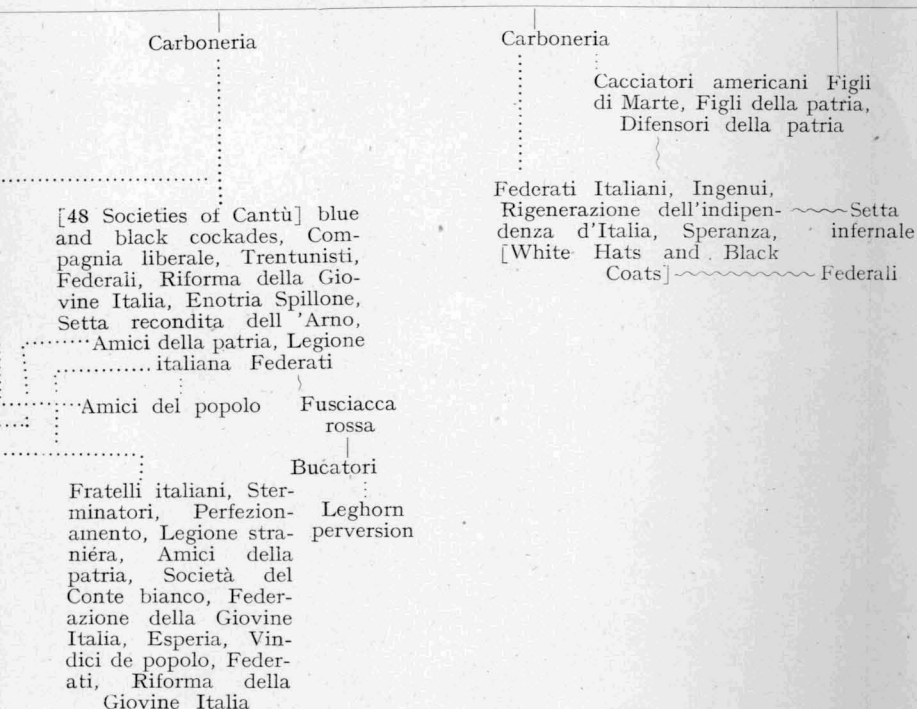 Carboneria
[48 Societies of Cantù] blue
and black cockades, Com-
pagnia liberale, Trentunisti,
Federali, Riforma della Gio-
vine Italia, Enotria Spillone,
Setta recondita dell 'Arno,
Amici della patria, Legione
italiana Federati
Amici del popolo
Fusciacca
rossa
Bucatori
Leghorn
perversion
Fratelli italiani, Ster-
minatori, Perfezion-
amento, Legione stra-
niéra, Amici della
patria, Società del
Conte bianco, Feder-
azione della Giovine
Italia, Esperia, Vin-
dici de popolo, Feder-
ati, Riforma della
Giovine Italia
Carboneria
Cacciatori americani Figli
di Marte, Figli della patria,
Difensori della patria
Federati Italiani, Ingenui,
Rigenerazione dell'indipen-
denza d'Italia, Speranza,
[White Hats and Black
Coats]
Setta
infernale
Federali